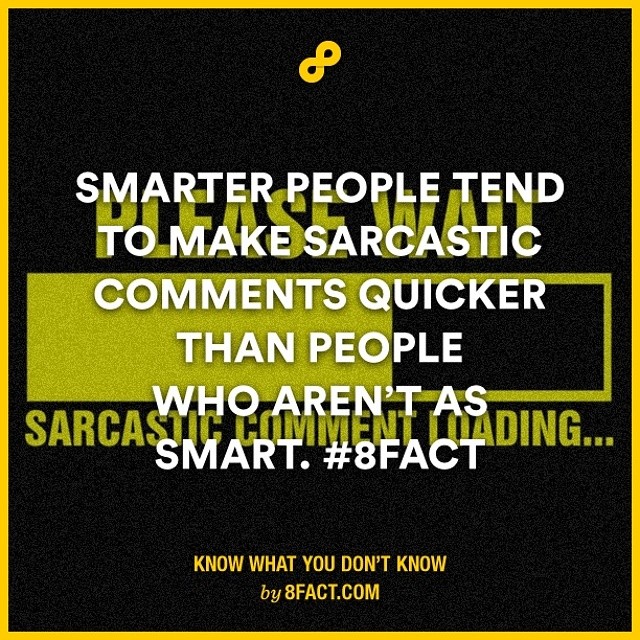 SMARTER PEOPLE TEND
PLEASE WAIT
TO MAKE SARCASTIC
COMMENTS QUICKER
THAN PEOPLE
WHO AREN'T AS
SARCASTIC COMMENT LOADING...
SMART. #8FACT
KNOW WHAT YOU DON'T KNOW
by 8FACT.COM